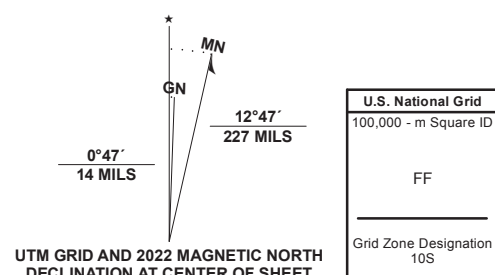 ★
MN
GN
12°47´
227 MILS
0°47´
14 MILS
UTM GRID AND 2022 MAGNETIC NORTH
DECLINATION AT CENTER OF SHEET
U.S. National Grid
100,000 - m Square ID
FF
Grid Zone Designation
10S